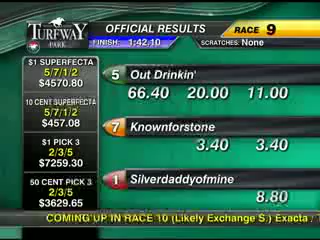 TURFWAY
PARK
OFFICIAL RESULTS
RACE 9
FINISH: 1:42.10
SCRATCHES: None
$1 SUPERFECTA
5/7/1/2
$4570.80
10 CENT SUPERFECTA
5/7/1/2
$457.08
$1 PICK 3
2/3/5
$7259.30
50 CENT PICK 3
2/3/5
$3629.65
5 Out Drinkin'
66.40 20.00 11.00
7 Knownforstone
3.40 3.40
1 Silverdaddyofmine
8.80
COMING UP IN RACE 10 (Likely Exchange S.) Exacta / T